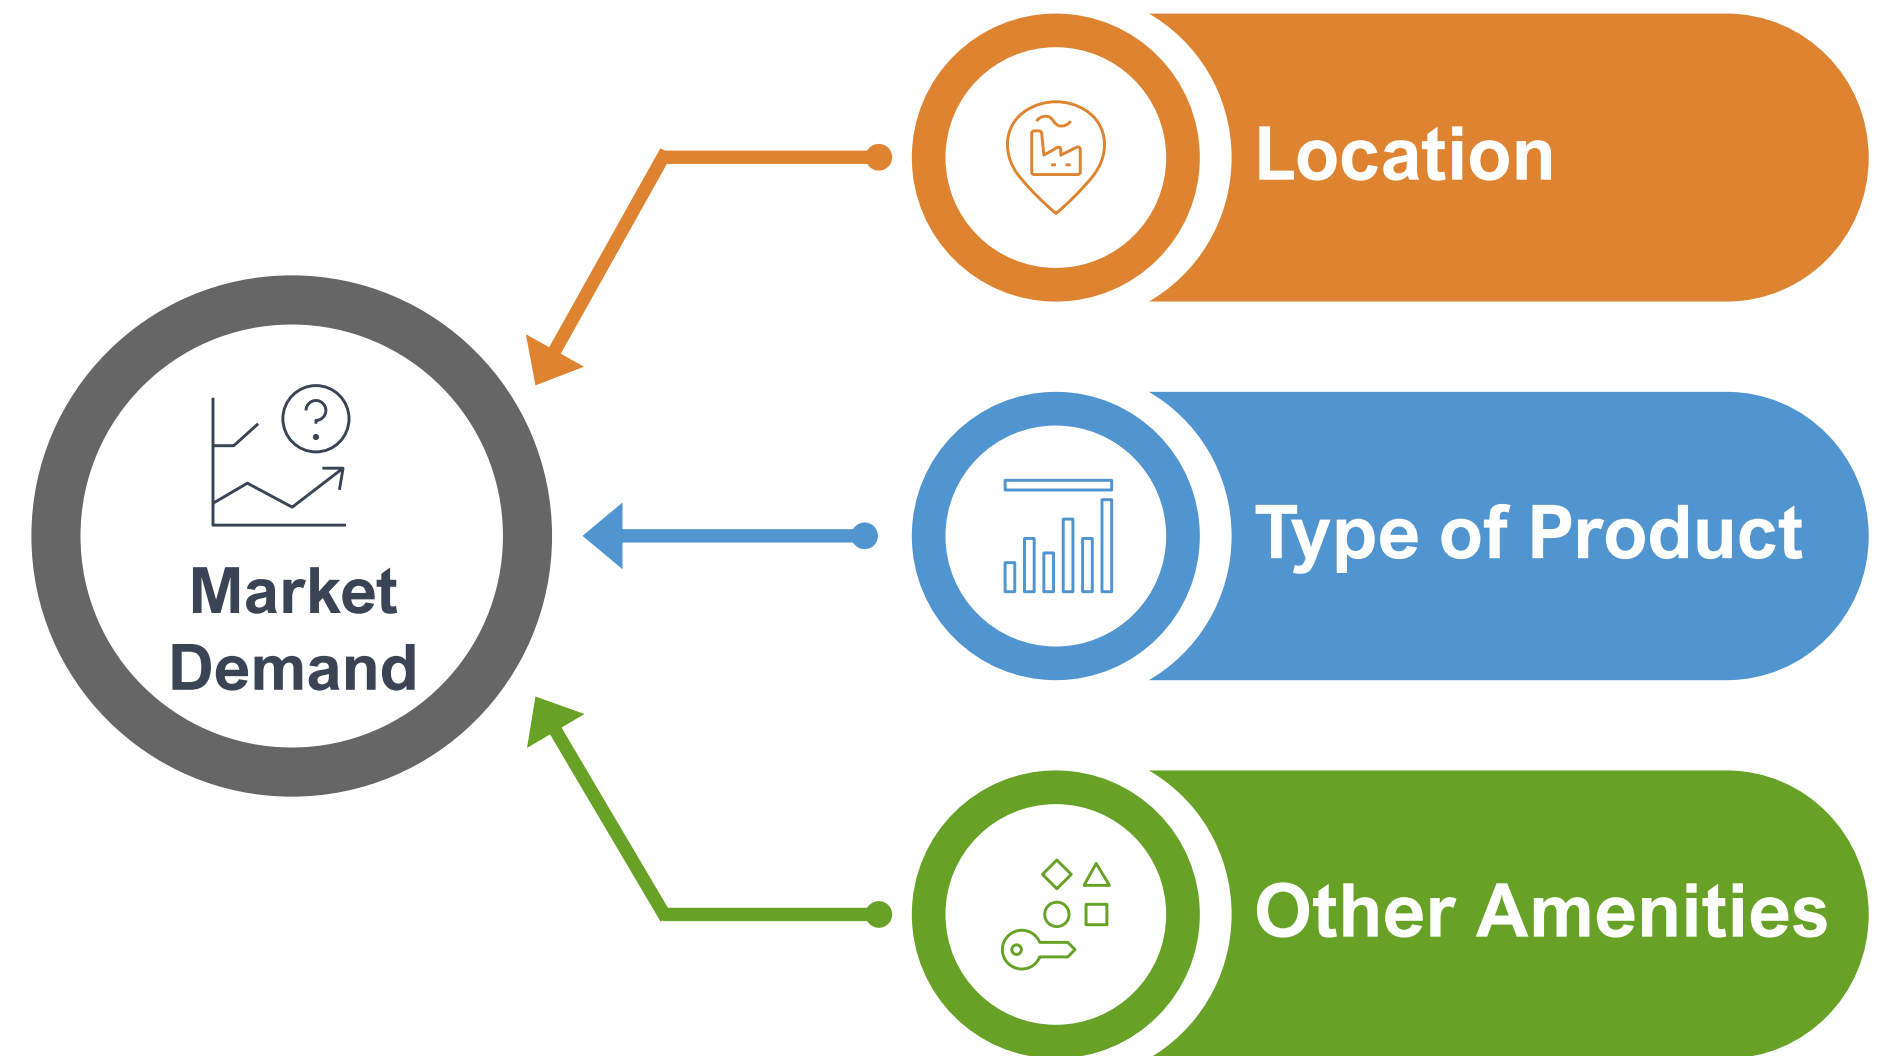 Location
Type of Product
Market
Demand
Other Amenities